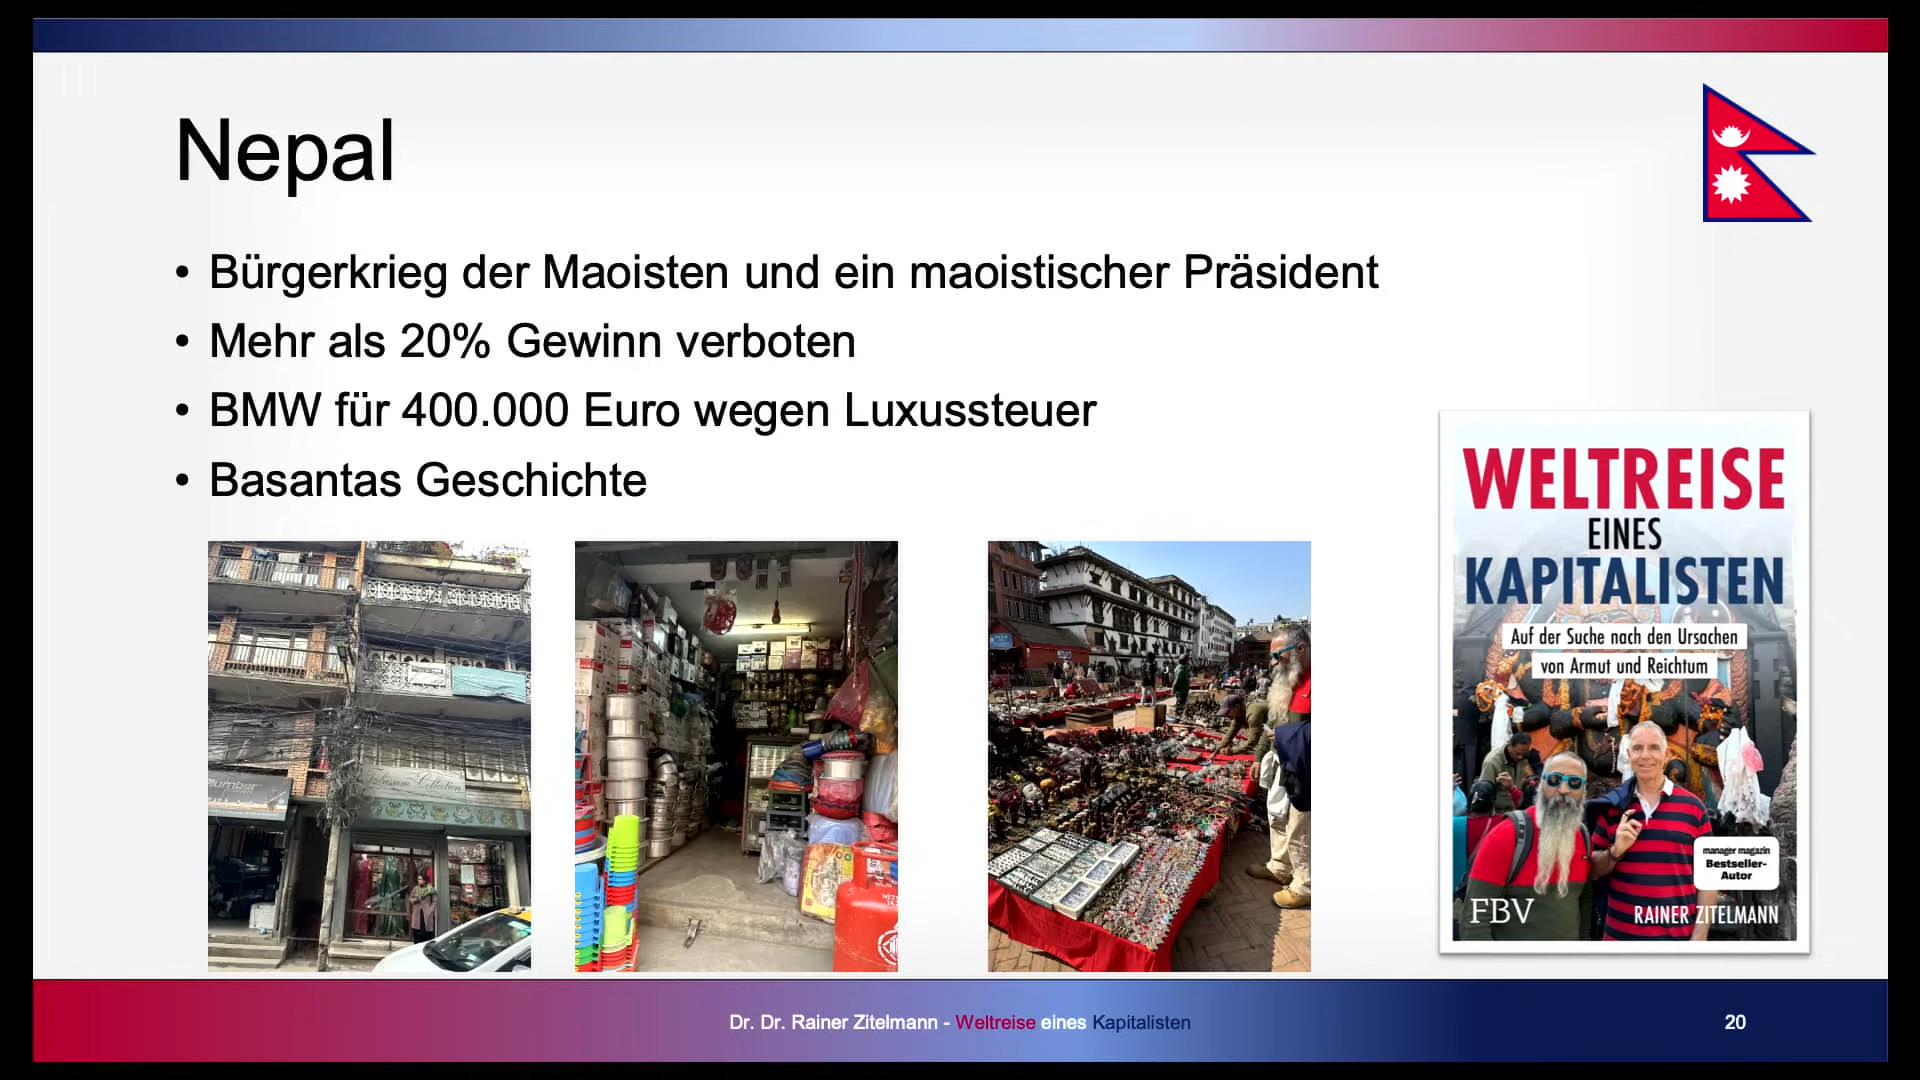 Nepal
• Bürgerkrieg der Maoisten und ein maoistischer Präsident
• Mehr als 20% Gewinn verboten
• BMW für 400.000 Euro wegen Luxussteuer
• Basantas Geschichte
WELTREISE
EINES
KAPITALISTEN
Auf der Suche nach den Ursachen
von Armut und Reichtum
manager magazin
Bestseller-
Autor
FBV
RAINER ZITELMANN
Dr. Dr. Rainer Zitelmann - Weltreise eines Kapitalisten
20